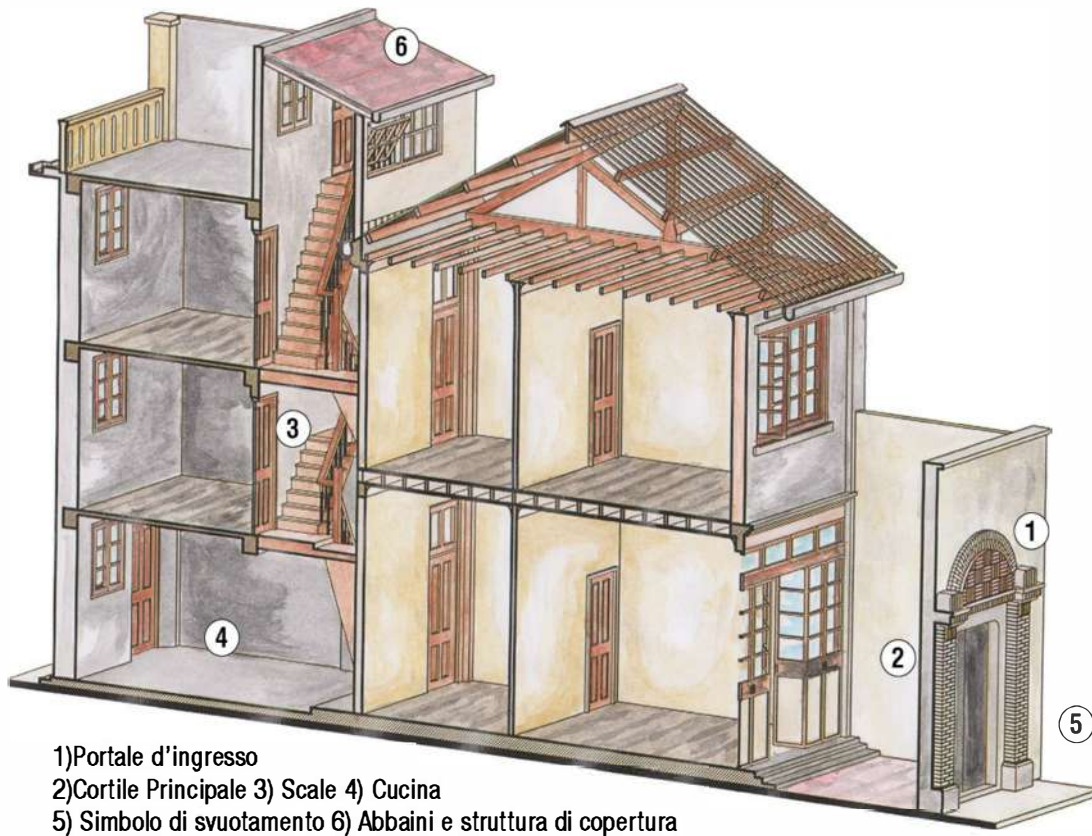 6
3
1
4
2
5
1)Portale d'ingresso
2)Cortile Principale 3) Scale 4) Cucina
5) Simbolo di svuotamento 6) Abbaini e struttura di copertura